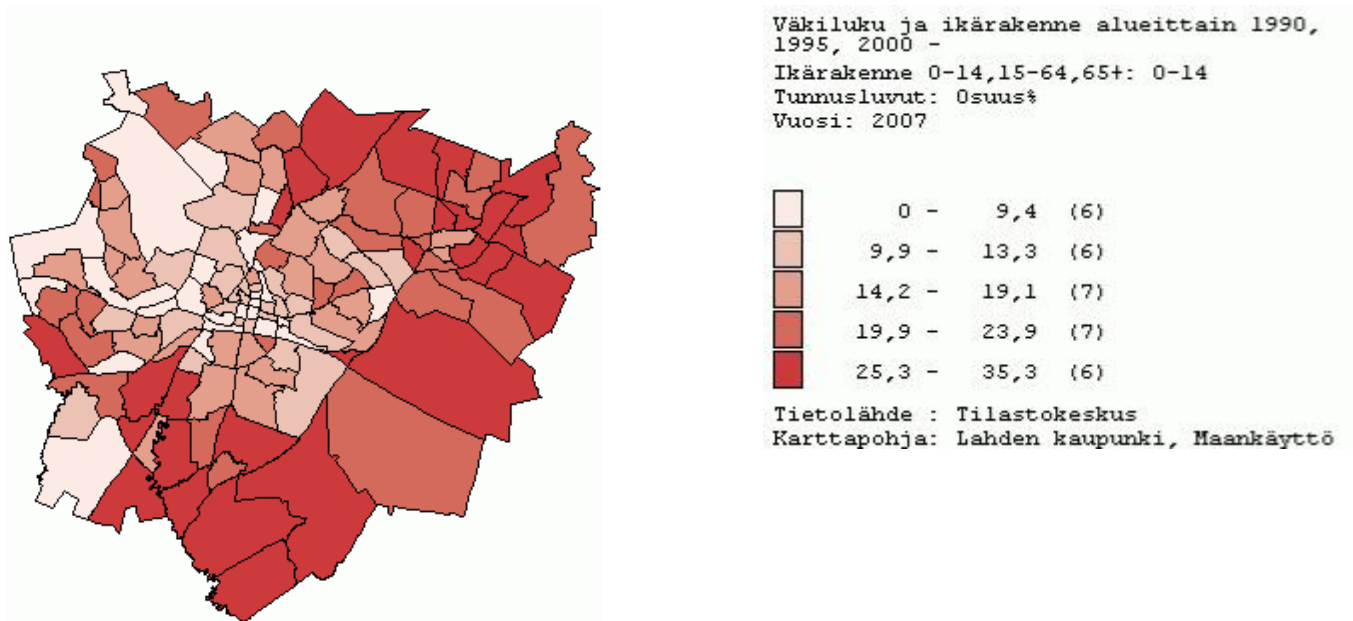 Väkiluku ja ikärakenne alueittain 1990,
1995, 2000 -
Ikärakenne 0-14,15-64,65+: 0-14
Tunnusluvut: Osuus%
Vuosi: 2007
0 - 9,4 (6)
9,9 - 13,3 (6)
14,2 - 19,1 (7)
19,9 - 23,9 (7)
25,3 - 35,3 (6)
Tietolähde : Tilastokeskus
Karttapohja: Lahden kaupunki, Maankäyttö